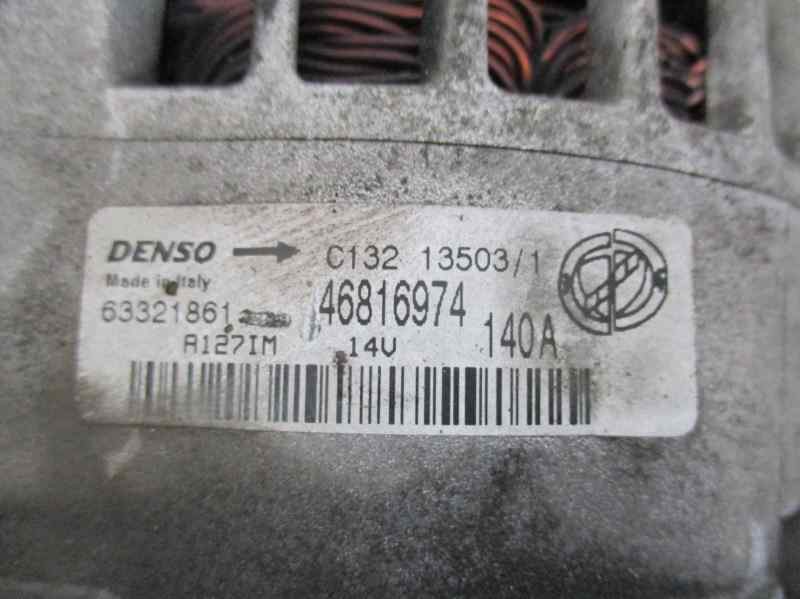 DENSO C132 13503/1
Made in Italy
63321861 46816974 140A
A127IM 14V